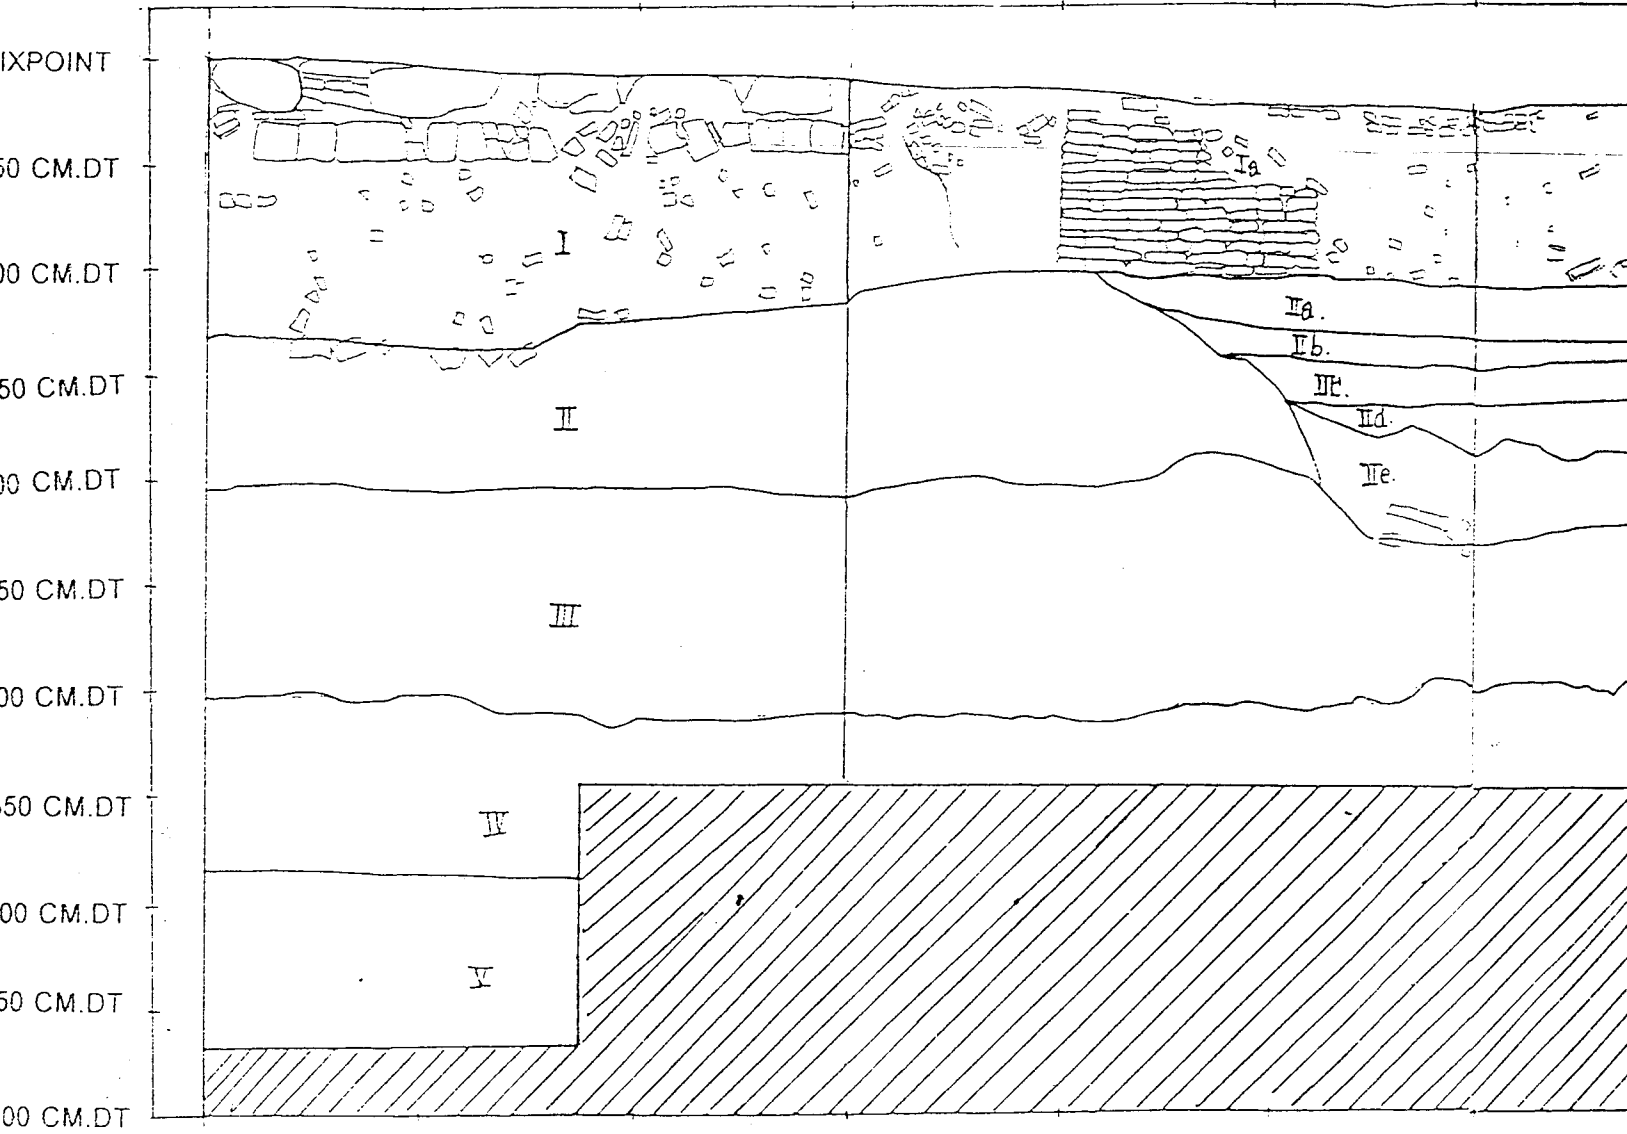 IXPOINT
50 CM.DT
Ia
I
00 CM.DT
IIa.
IIb.
50 CM.DT
II
IId.
00 CM.DT
IIe.
50 CM.DT
III
00 CM.DT
350 CM.DT
IV
00 CM.DT
50 CM.DT
V
00 CM.DT